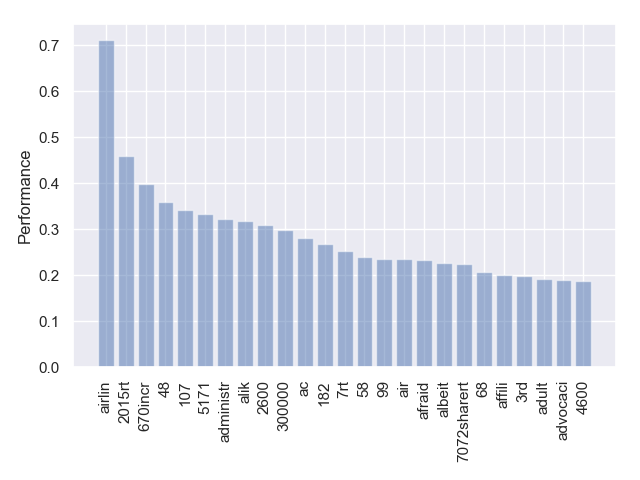 0.7
0.6
0.5
0.4
0.3
0.2
0.1
0.0
Performance
airlin
2015rt
670incr
48
107
5171
administr
alik
2600
300000
ac
182
7rt
58
99
air
afraid
albeit
7072sharert
68
affili
3rd
adult
advocaci
4600